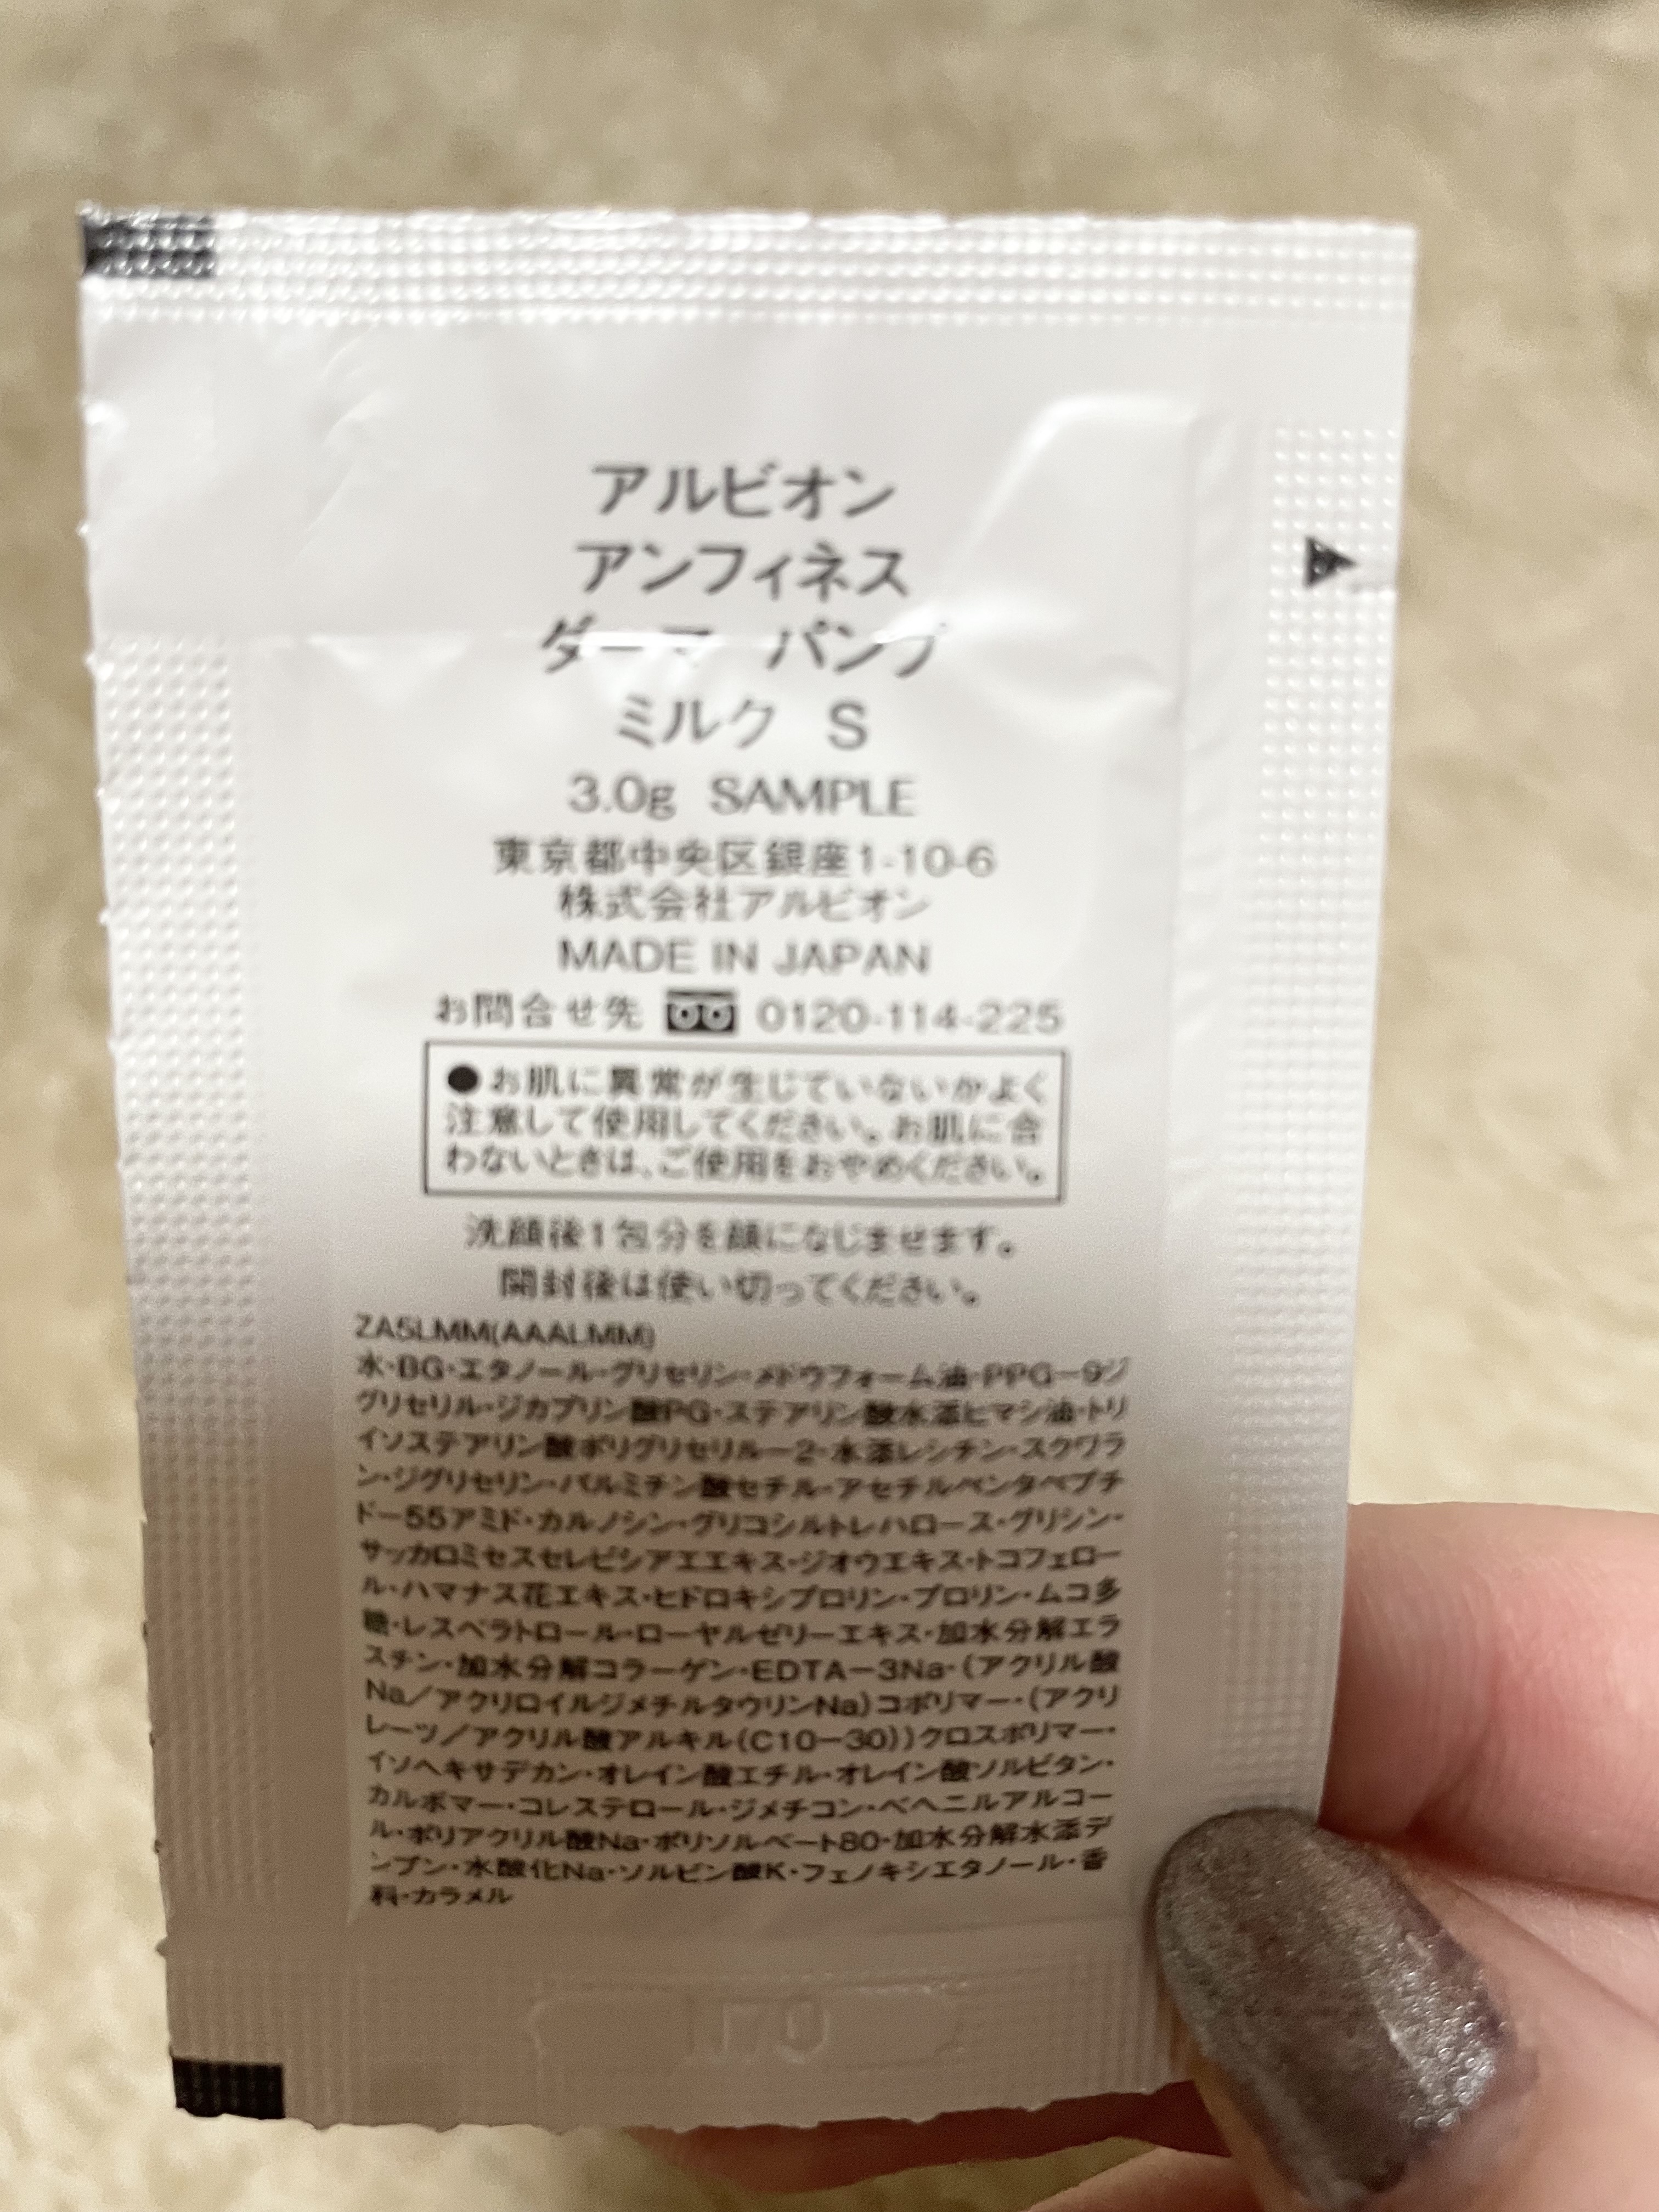 アルビオン
アンフィネス
ダーマ パンプ
ミルク S
3.0g SAMPLE
東京都中央区銀座1-10-6
株式会社アルビオン
MADE IN JAPAN
お問合せ先 0120-114-225
●お肌に異常が生じていないかよく
注意して使用してください。お肌に合
わないときは、ご使用をおやめください。
洗顔後1包分を顔になじませます。
開封後は使い切ってください。
ZA5LMM(AAALMM)
水・BG・エタノール・グリセリン・メドウフォーム油・PPG－9ジ
グリセリル・ジカプリン酸PG・ステアリン酸水添ヒマシ油・トリ
イソステアリン酸ポリグリセリル－2・水添レシチン・スクワラ
ン・ジグリセリン・パルミチン酸セチル・アセチルペンタペプチ
ド－55アミド・カルノシン・グリコシルトレハロース・グリシン・
サッカロミセスセレビシアエエキス・ジオウエキス・トコフェロー
ル・ハマナス花エキス・ヒドロキシプロリン・プロリン・ムコ多
糖・レスベラトロール・ローヤルゼリーエキス・加水分解エラ
スチン・加水分解コラーゲン・EDTA－3Na・(アクリル酸
Na／アクリロイルジメチルタウリンNa)コポリマー・(アクリ
レーツ／アクリル酸アルキル(C10－30))クロスポリマー・
イソヘキサデカン・オレイン酸エチル・オレイン酸ソルビタン・
カルボマー・コレステロール・ジメチコン・ベヘニルアルコー
ル・ポリアクリル酸Na・ポリソルベート80・加水分解水添デ
ンプン・水酸化Na・ソルビン酸K・フェノキシエタノール・香
料・カラメル